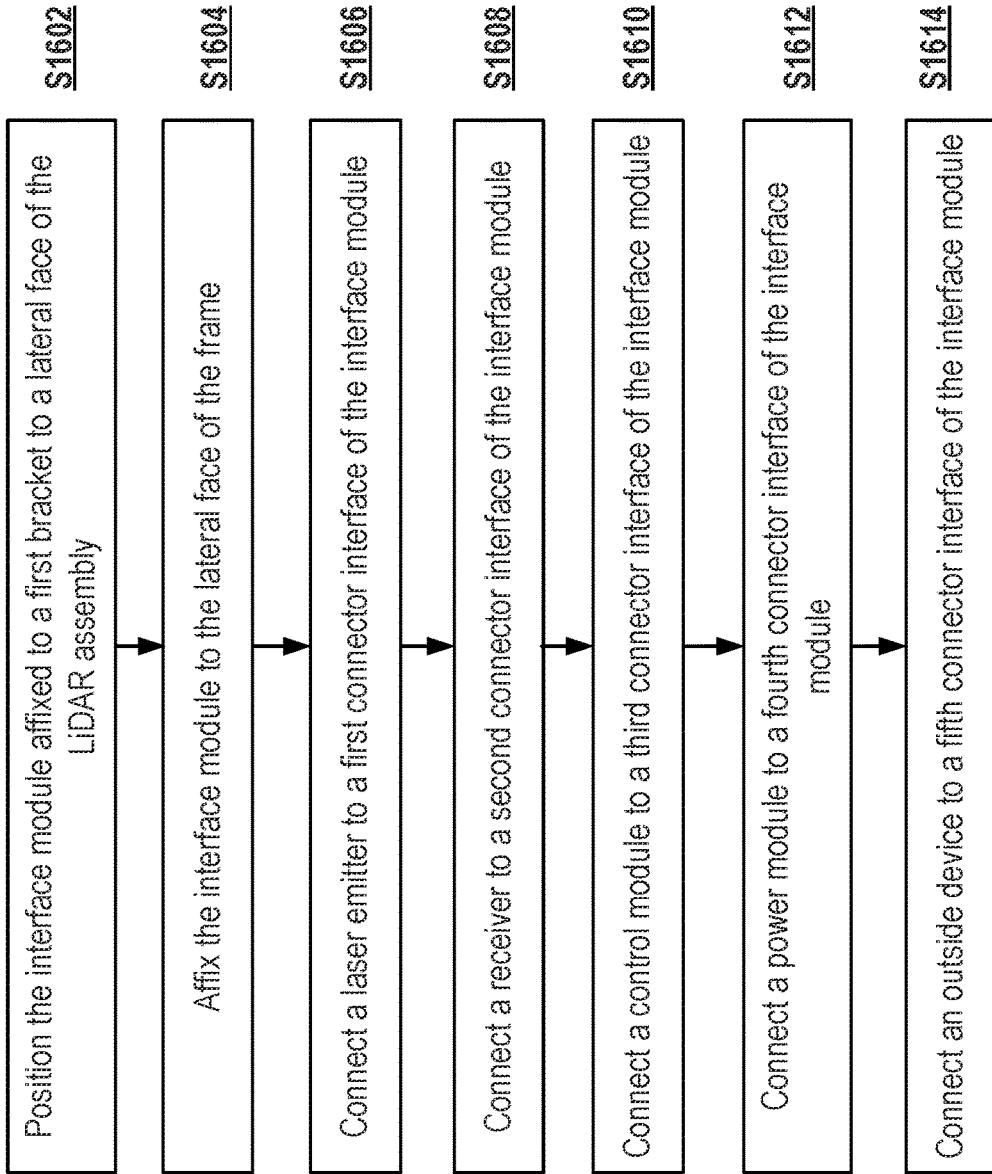 Position the interface module affixed to a first bracket to a lateral face of the
LiDAR assembly
S1602
Affix the interface module to the lateral face of the frame
S1604
Connect a laser emitter to a first connector interface of the interface module
S1606
Connect a receiver to a second connector interface of the interface module
S1608
Connect a control module to a third connector interface of the interface module
S1610
Connect a power module to a fourth connector interface of the interface
module
S1612
Connect an outside device to a fifth connector interface of the interface module
S1614